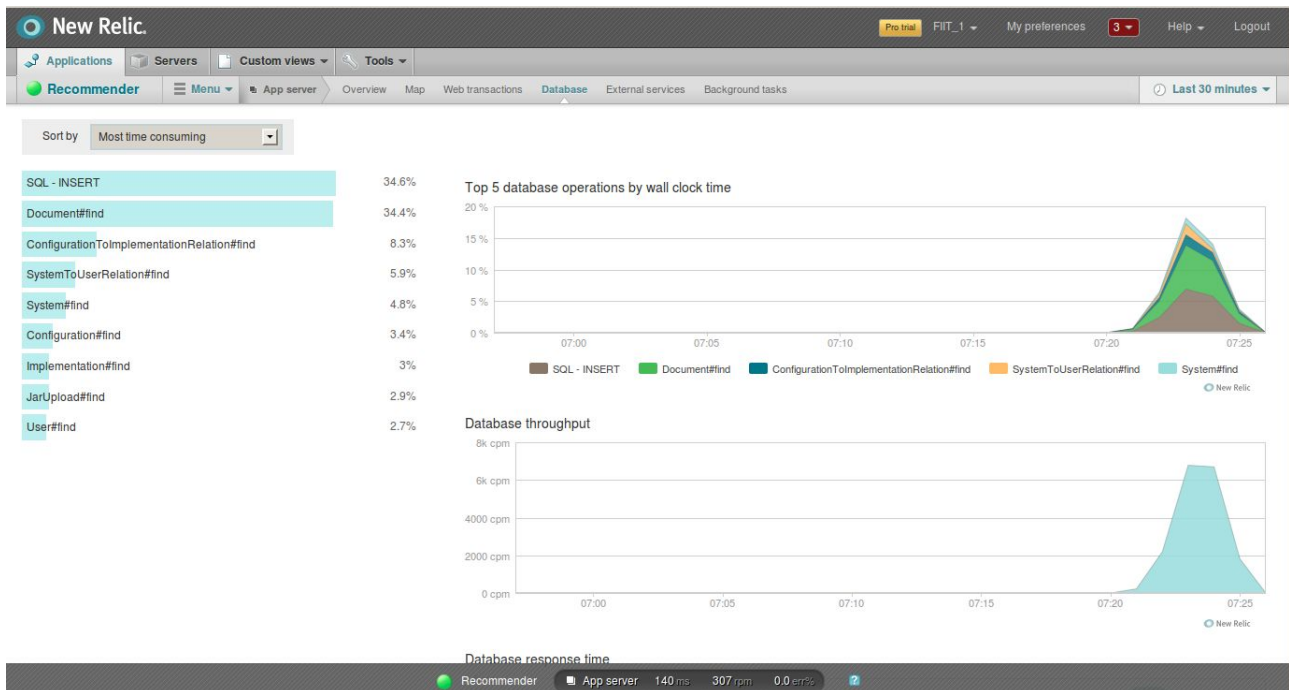 New Relic.
Pro trial FIIT_1 My preferences 3 Help Logout
Applications Servers Custom views Tools
Recommender Menu App server Overview Map Web transactions Database External services Background tasks Last 30 minutes
Sort by Most time consuming
SQL - INSERT 34.6%
Document#find 34.4%
ConfigurationToImplementationRelation#find 8.3%
SystemToUserRelation#find 5.9%
System#find 4.8%
Configuration#find 3.4%
Implementation#find 3%
JarUpload#find 2.9%
User#find 2.7%
Top 5 database operations by wall clock time
20 %
15 %
10 %
5 %
0 %
07:00 07:05 07:10 07:15 07:20 07:25
SQL - INSERT Document#find ConfigurationToImplementationRelation#find SystemToUserRelation#find System#find
New Relic
Database throughput
8k cpm
6k cpm
4000 cpm
2000 cpm
0 cpm
07:00 07:05 07:10 07:15 07:20 07:25
New Relic
Database response time
Recommender App server 140 ms 307 rpm 0.0 err% ?